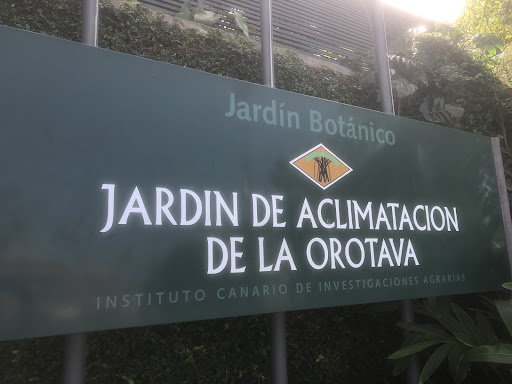 Jardín Botánico
JARDIN DE ACLIMATACION
DE LA OROTAVA
INSTITUTO CANARIO DE INVESTIGACIONES AGRARIAS